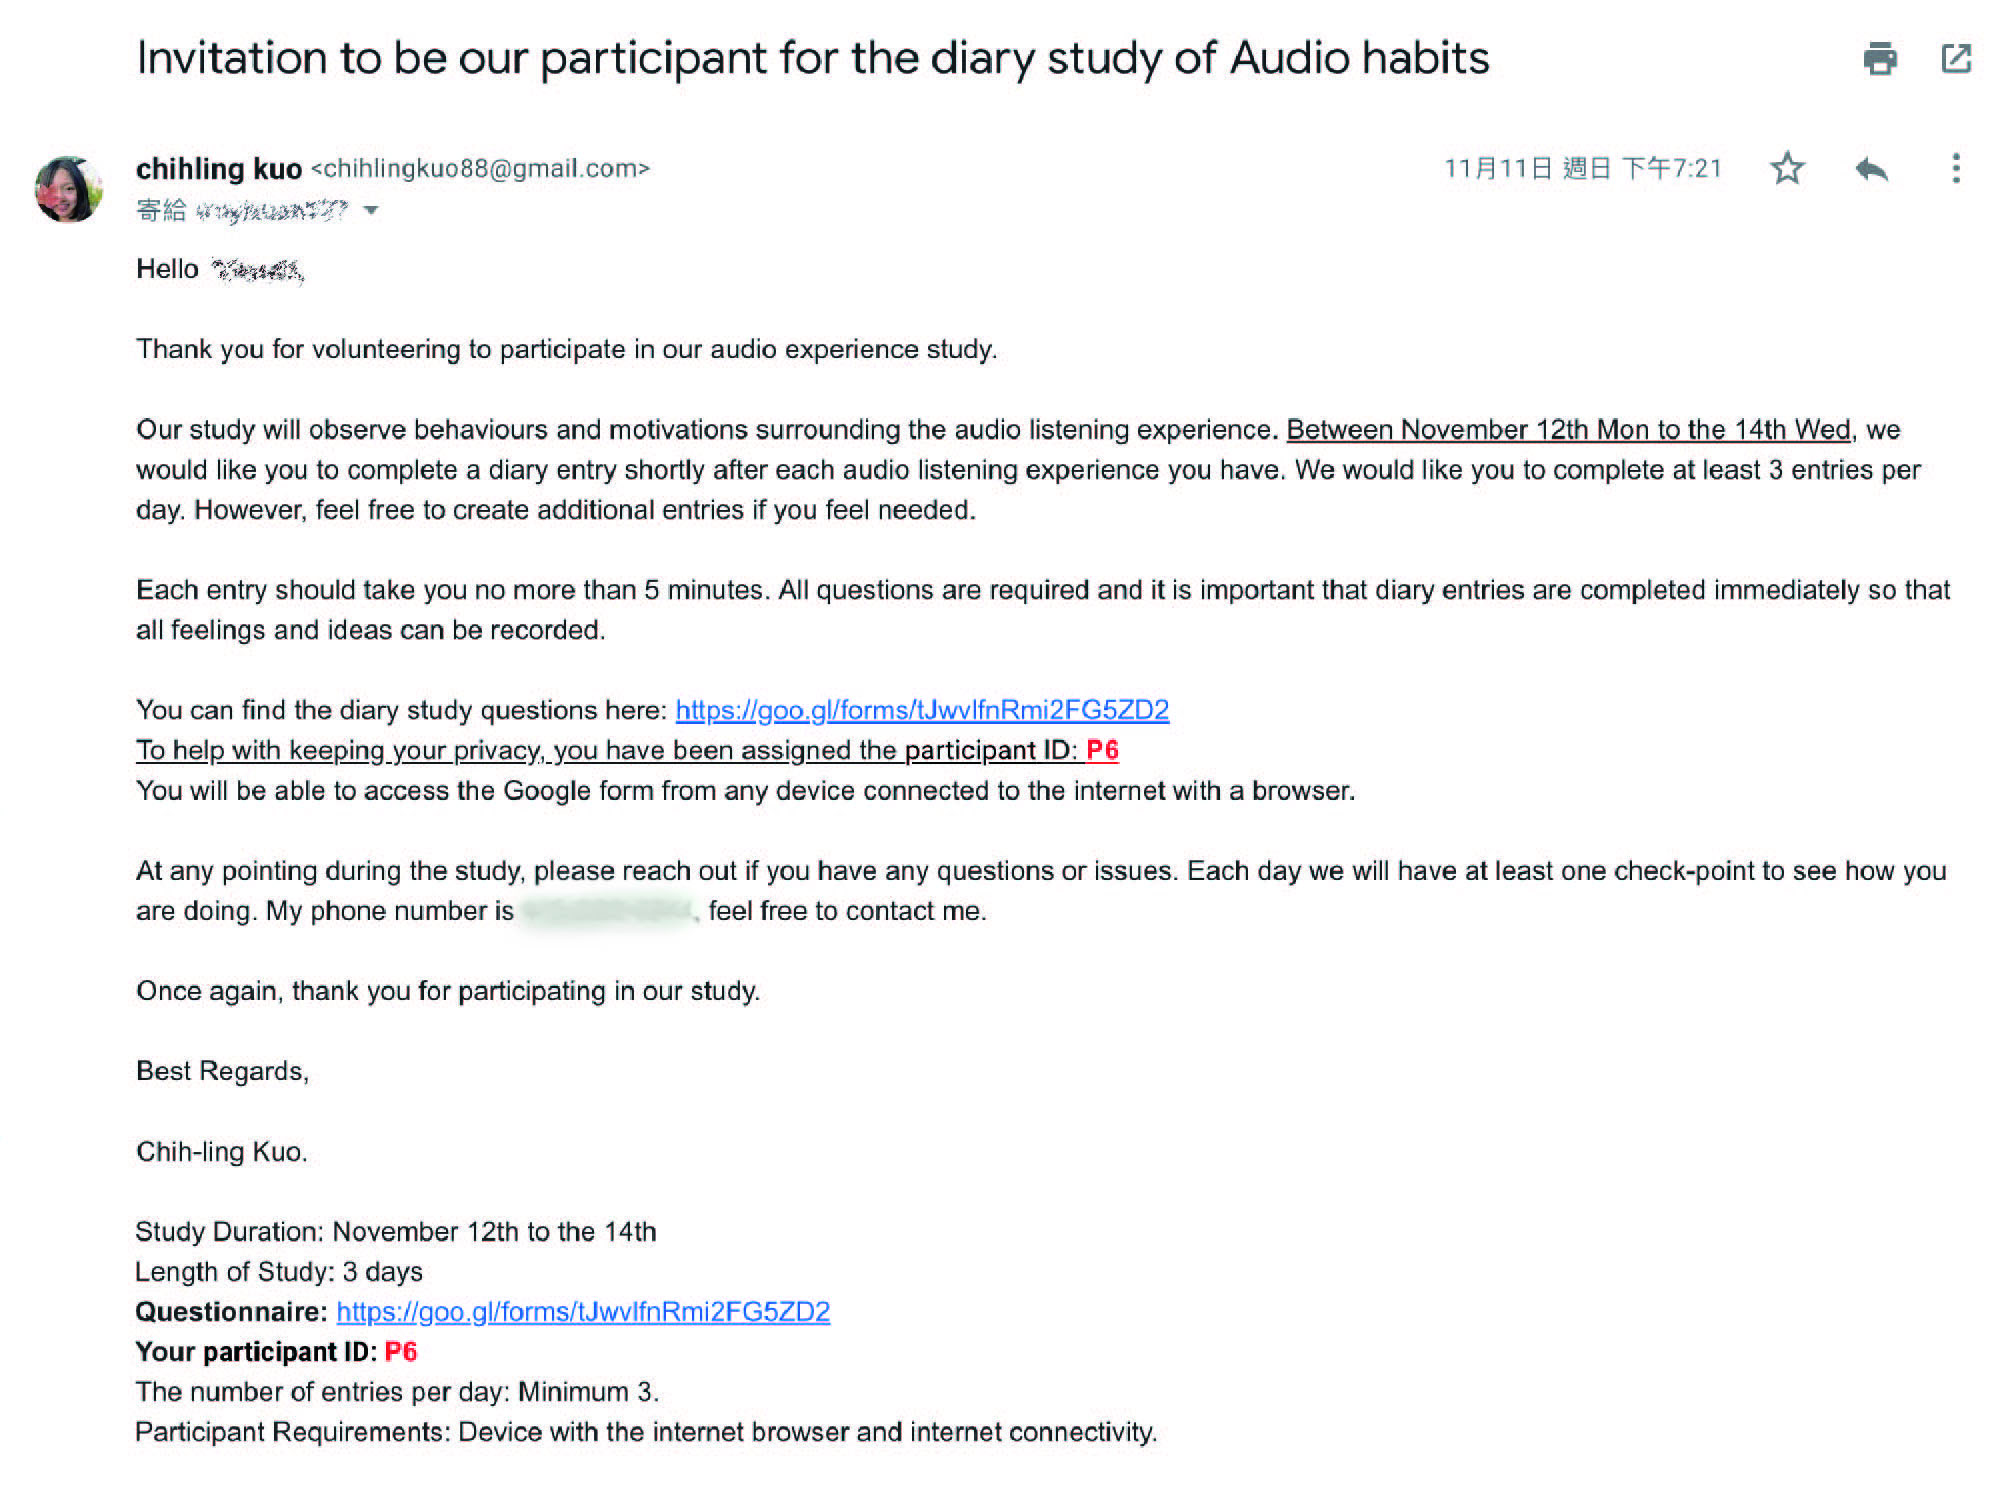 Invitation to be our participant for the diary study of Audio habits
chihling kuo <chihlingkuo88@gmail.com>
11月11日 週日 下午7:21
寄給
Hello
Thank you for volunteering to participate in our audio experience study.
Our study will observe behaviours and motivations surrounding the audio listening experience. Between November 12th Mon to the 14th Wed, we
would like you to complete a diary entry shortly after each audio listening experience you have. We would like you to complete at least 3 entries per
day. However, feel free to create additional entries if you feel needed.
Each entry should take you no more than 5 minutes. All questions are required and it is important that diary entries are completed immediately so that
all feelings and ideas can be recorded.
You can find the diary study questions here: https://goo.gl/forms/tJwvlfnRmi2FG5ZD2
To help with keeping your privacy, you have been assigned the participant ID: P6
You will be able to access the Google form from any device connected to the internet with a browser.
At any pointing during the study, please reach out if you have any questions or issues. Each day we will have at least one check-point to see how you
are doing. My phone number is , feel free to contact me.
Once again, thank you for participating in our study.
Best Regards,
Chih-ling Kuo.
Study Duration: November 12th to the 14th
Length of Study: 3 days
Questionnaire: https://goo.gl/forms/tJwvlfnRmi2FG5ZD2
Your participant ID: P6
The number of entries per day: Minimum 3.
Participant Requirements: Device with the internet browser and internet connectivity.